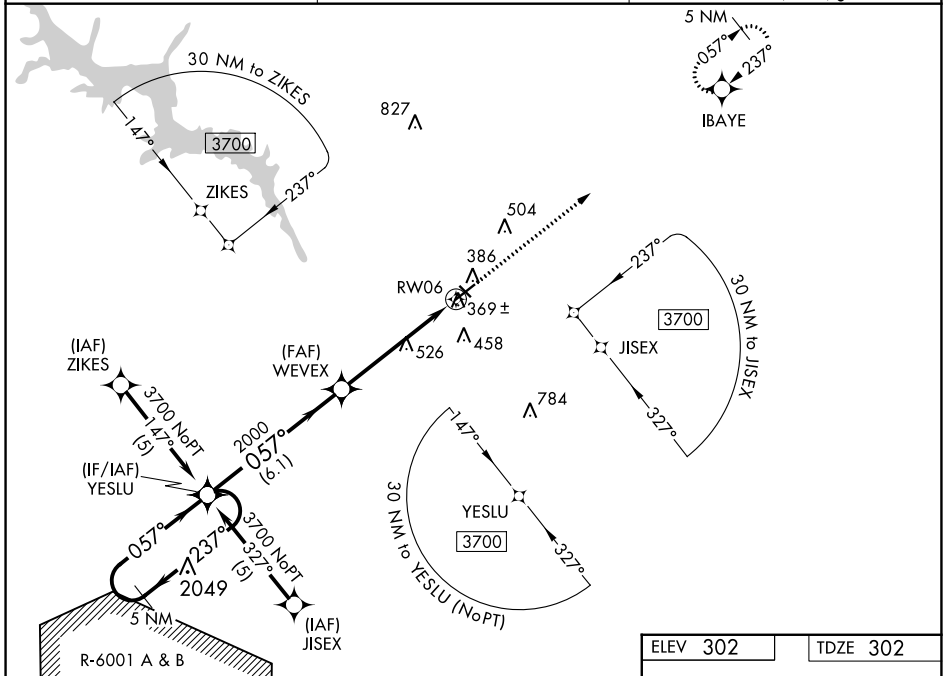 5 NM
057°
237°
IBAYE
30 NM to ZIKES
147°
3700
237°
ZIKES
827
504
386
RW06
369 ±
458
526
237°
30 NM to JISEX
3700
JISEX
327°
(IAF)
ZIKES
3700 NoPT
147°
(5)
(FAF)
WEVEX
2000
057°
(6.1)
(IF/IAF)
YESLU
784
147°
YESLU
30 NM to YESLU (NoPT)
3700
327°
057°
237°
2049
3700 NoPT
327°
(5)
5 NM
(IAF)
JISEX
R-6001 A & B
ELEV 302
TDZE 302